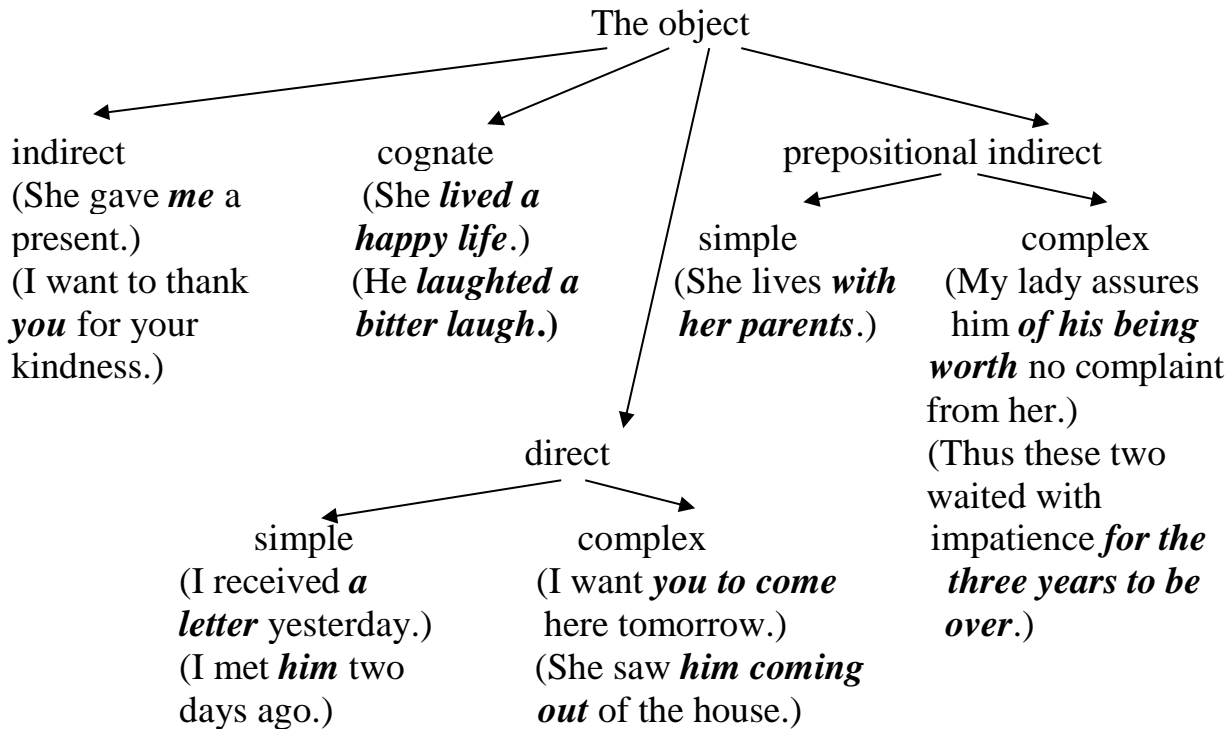 The object
indirect
(She gave me a
present.)
(I want to thank
you for your
kindness.)
cognate
(She lived a
happy life.)
(He laughted a
bitter laugh.)
prepositional indirect
simple
(She lives with
her parents.)
complex
(My lady assures
him of his being
worth no complaint
from her.)
(Thus these two
waited with
impatience for the
three years to be
over.)
direct
simple
(I received a
letter yesterday.)
(I met him two
days ago.)
complex
(I want you to come
here tomorrow.)
(She saw him coming
out of the house.)